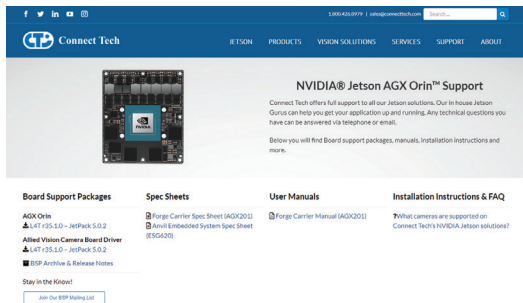 1.800.426.8979 | sales@connecttech.com
Search...
Connect Tech
JETSON PRODUCTS VISION SOLUTIONS SERVICES SUPPORT ABOUT
NVIDIA® Jetson AGX Orin™ Support
Connect Tech offers full support to all our Jetson solutions. Our in house Jetson
Gurus can help you get your application up and running. Any technical questions you
have can be answered via telephone or
email.
Below you will find Board support packages, manuals, installation instructions and
more.
NVIDIA
Board Support Packages
AGX Orin
L4T r35.1.0 – JetPack 5.0.2
Allied Vision Camera Board Driver
L4T r35.1.0 – JetPack 5.0.2
BSP Archive & Release Notes
Stay in the Know!
Join Our BSP Mailing List
Spec Sheets
Forge Carrier Spec Sheet (AGX201)
Anvil Embedded System Spec Sheet
(ESG620)
User Manuals
Forge Carrier Manual (AGX201)
Installation Instructions & FAQ
?What cameras are supported on
Connect Tech's NVIDIA Jetson solutions?